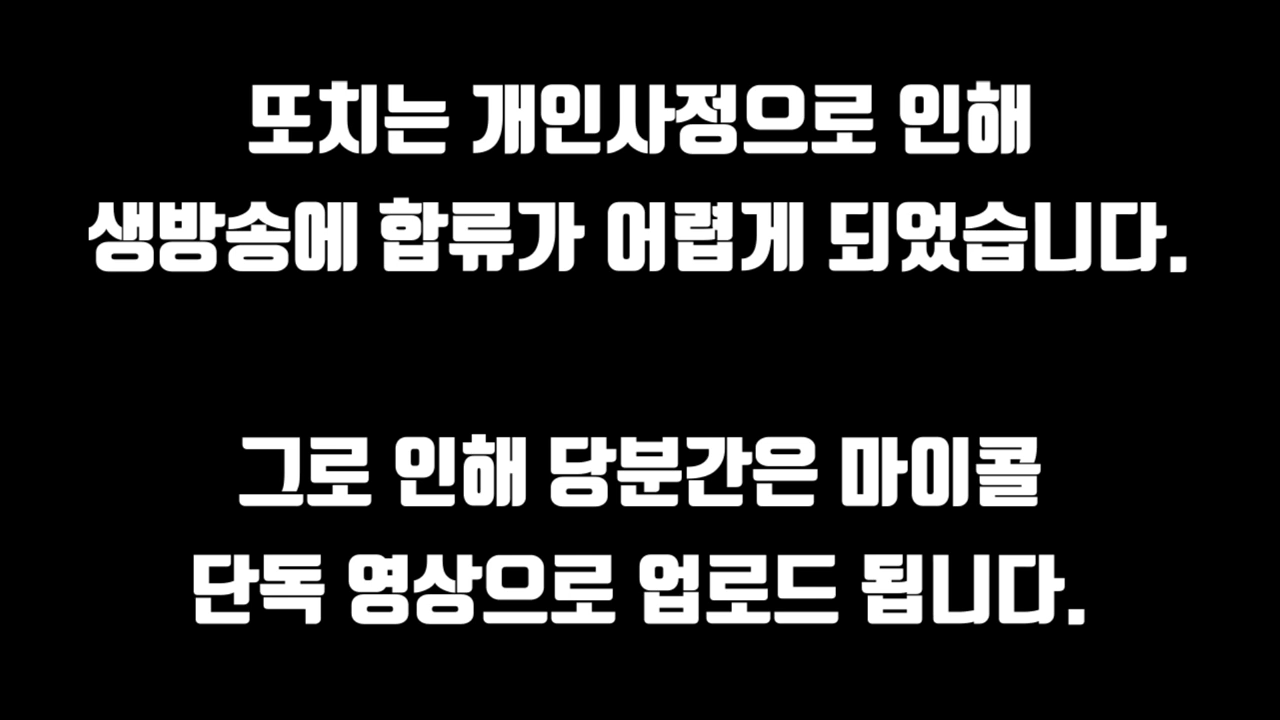 또치는 개인사정으로 인해
생방송에 합류가 어렵게 되었습니다.
그로 인해 당분간은 마이콜
단독 영상으로 업로드 됩니다.